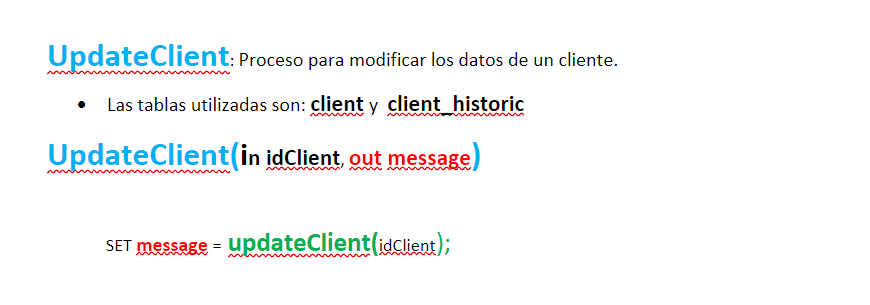 UpdateClient: Proceso para modificar los datos de un cliente.
• Las tablas utilizadas son: client y client_historic
UpdateClient(in idClient, out message)
SET message = updateClient(idClient);